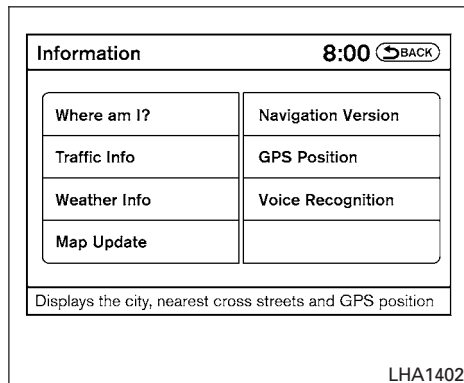 Information 8:00 BACK
Where am I? Navigation Version
Traffic Info GPS Position
Weather Info Voice Recognition
Map Update
Displays the city, nearest cross streets and GPS position
LHA1402